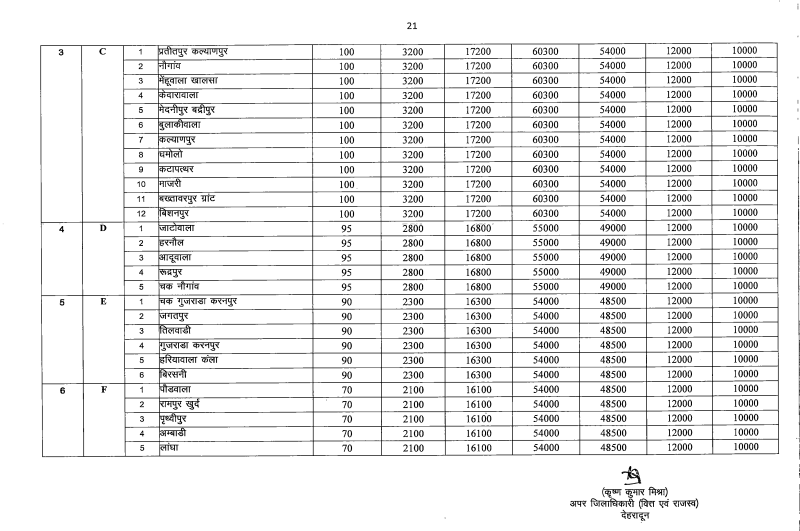 21
3 C 1 प्रतीतपुर कल्याणपुर 100 3200 17200 60300 54000 12000 10000
2 नौगांव 100 3200 17200 60300 54000 12000 10000
3 मेंहूवाला खालसा 100 3200 17200 60300 54000 12000 10000
4 केदारावाला 100 3200 17200 60300 54000 12000 10000
5 मेदनीपुर बद्रीपुर 100 3200 17200 60300 54000 12000 10000
6 बुलाकीवाला 100 3200 17200 60300 54000 12000 10000
7 कल्याणपुर 100 3200 17200 60300 54000 12000 10000
8 घमोलो 100 3200 17200 60300 54000 12000 10000
9 कटापत्थर 100 3200 17200 60300 54000 12000 10000
10 माजरी 100 3200 17200 60300 54000 12000 10000
11 बख्तावरपुर ग्रांट 100 3200 17200 60300 54000 12000 10000
12 बिशनपुर 100 3200 17200 60300 54000 12000 10000
4 D 1 जाटोवाला 95 2800 16800 55000 49000 12000 10000
2 हरनौल 95 2800 16800 55000 49000 12000 10000
3 आदूवाला 95 2800 16800 55000 49000 12000 10000
4 रूद्रपुर 95 2800 16800 55000 49000 12000 10000
5 चक नौगांव 95 2800 16800 55000 49000 12000 10000
5 E 1 चक गुजराडा करनपुर 90 2300 16300 54000 48500 12000 10000
2 जगतपुर 90 2300 16300 54000 48500 12000 10000
3 तिलवाडी 90 2300 16300 54000 48500 12000 10000
4 गुजराडा करनपुर 90 2300 16300 54000 48500 12000 10000
5 हरियावाला कंला 90 2300 16300 54000 48500 12000 10000
6 बिरसनी 90 2300 16300 54000 48500 12000 10000
6 F 1 पौडवाला 70 2100 16100 54000 48500 12000 10000
2 रामपुर खुर्द 70 2100 16100 54000 48500 12000 10000
3 पृथ्वीपुर 70 2100 16100 54000 48500 12000 10000
4 अम्बाडी 70 2100 16100 54000 48500 12000 10000
5 लांघा 70 2100 16100 54000 48500 12000 10000
(कृष्ण कुमार मिश्रा)
अपर जिलाधिकारी (वित्त एवं राजस्व)
देहरादून